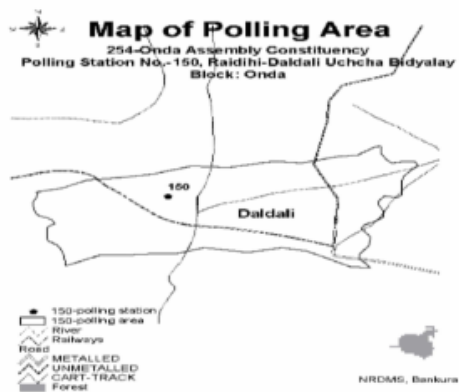 Map of Polling Area
254-Onda Assembly Constituency
Polling Station No.-150, Raidihi-Daldali Uchcha Bidyalay
Block: Onda
150
Daldali
150-polling station
150-polling area
River
Railways
Road
METALLED
UNMETALLED
CART-TRACK
Forest
NRDMS, Bankura